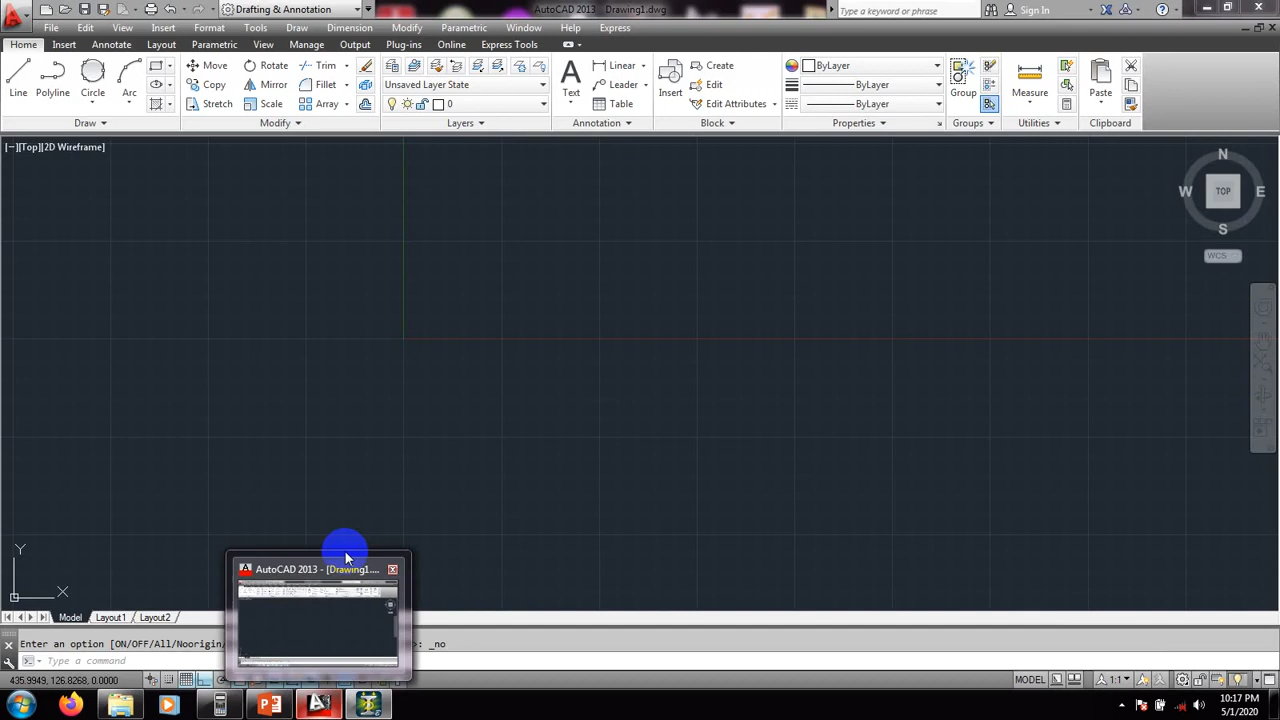 Drafting & Annotation
AutoCAD 2013 Drawing1.dwg
Type a keyword or phrase
Sign In
File Edit View Insert Format Tools Draw Dimension Modify Parametric Window Help Express
Home Insert Annotate Layout Parametric View Manage Output Plug-ins Online Express Tools
Line Polyline Circle Arc
Move Rotate Trim
Copy Mirror Fillet
Stretch Scale Array
Unsaved Layer State
0
Text
Linear
Leader
Table
Insert
Create
Edit
Edit Attributes
ByLayer
ByLayer
ByLayer
Group
Measure
Paste
Draw Modify Layers Annotation Block Properties Groups Utilities Clipboard
[−][Top][2D Wireframe]
N
W TOP E
S
WCS
Y
X
AutoCAD 2013 - [Drawing1....
Model Layout1 Layout2
Enter an option [ON/OFF/All/Noorigin/
>: _no
Type a command
435.9949, 126.8268, 0.0000
MODEL
1:1
10:17 PM
5/1/2020